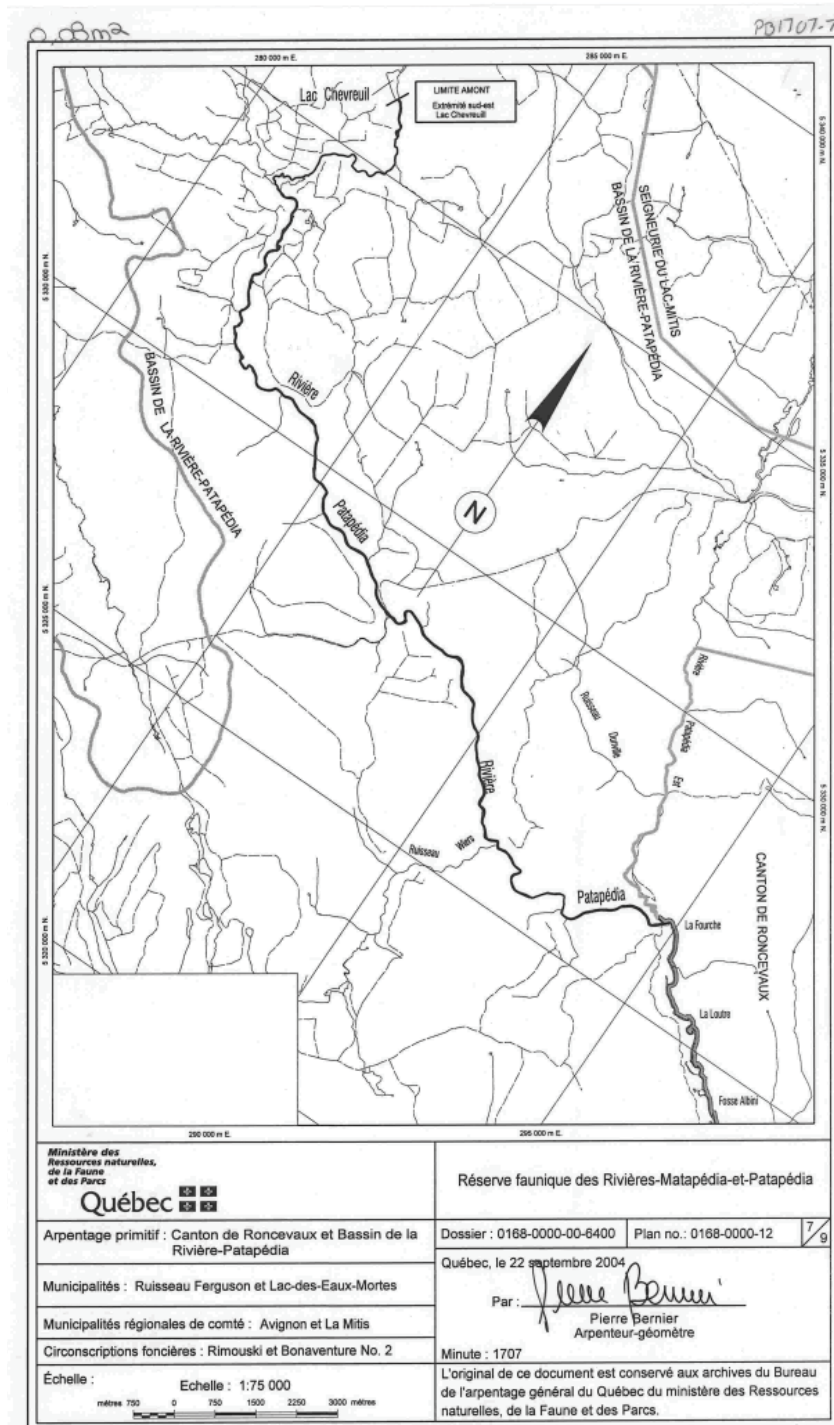 0,08m2
PB1707-7
280 000 m E.
285 000 m E.
Lac Chevreuil
LIMITE AMONT
Extrémité sud-est
Lac Chevreuil
5 340 000 m N.
SEIGNEURIE DU LAC-MITIS
BASSIN DE LA RIVIÈRE-PATAPÉDIA
5 330 000 m N.
BASSIN DE LA RIVIÈRE-PATAPÉDIA
Rivière
Patapédia
N
5 335 000 m N.
5 325 000 m N.
Rivière
Patapédia
Est
Ruisseau
Dunville
Rivière
Ruisseau Wiers
5 330 000 m N.
Patapédia
La Fourche
CANTON DE RONCEVAUX
5 320 000 m N.
La Loutre
Fosse Albini
290 000 m E.
295 000 m E.
Ministère des
Ressources naturelles,
de la Faune
et des Parcs
Québec
Réserve faunique des Rivières-Matapédia-et-Patapédia
Arpentage primitif : Canton de Roncevaux et Bassin de la
Rivière-Patapédia
Dossier : 0168-0000-00-6400
Plan no.: 0168-0000-12
7/9
Municipalités : Ruisseau Ferguson et Lac-des-Eaux-Mortes
Québec, le 22 septembre 2004
Par : Pierre Bernier
Pierre Bernier
Arpenteur-géomètre
Municipalités régionales de comté : Avignon et La Mitis
Circonscriptions foncières : Rimouski et Bonaventure No. 2
Minute : 1707
Échelle :
Echelle : 1:75 000
mètres 750 0 750 1500 2250 3000 mètres
L'original de ce document est conservé aux archives du Bureau
de l'arpentage général du Québec du ministère des Ressources
naturelles, de la Faune et des Parcs.